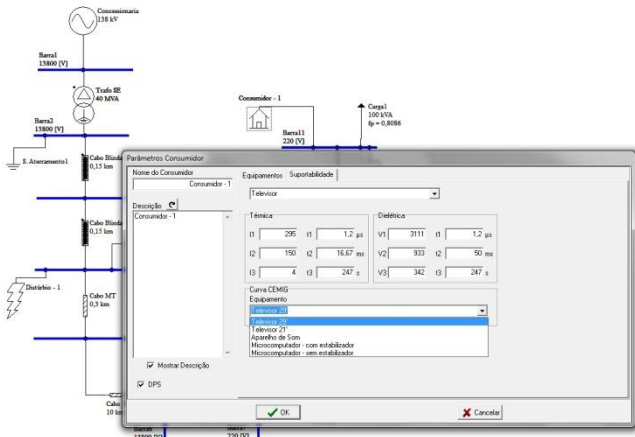 Concessionaria
138 kV
Barra1
13800 [V]
Trafo SE
40 MVA
Barra2
13800 [V]
S. Aterramento1
Cabo Blinda
0,15 km
Cabo Blinda
0,15 km
Distúrbio - 1
Cabo MT
0,5 km
Cabo
10 km
Consumidor - 1
Carga1
100 kVA
fp = 0,8086
Barra11
220 [V]
Parâmetros Consumidor
Nome do Consumidor
Consumidor - 1
Descrição
Consumidor - 1
Mostrar Descrição
DPS
Equipamentos Suportabilidade
Televisor
Térmica
I1 295 t1 1,2 µs
I2 150 t2 16,67 ms
I3 4 t3 247 s
Dielétrica
V1 3111 t1 1,2 µs
V2 933 t2 50 ms
V3 342 t3 247 s
Curva CEMIG
Equipamento
Televisor 29'
Televisor 29'
Televisor 21'
Aparelho de Som
Microcomputador - com estabilizador
Microcomputador - sem estabilizador
OK
Cancelar
13800 [V]
220 [V]